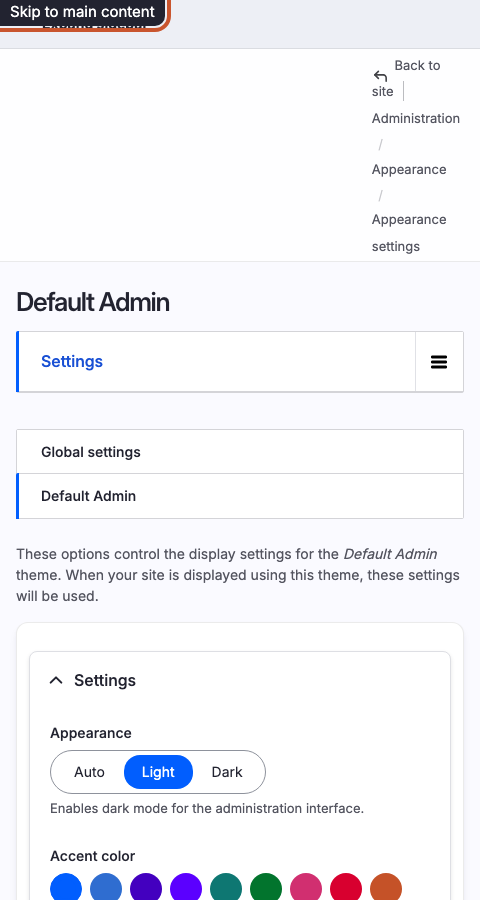 Skip to main content
Back to
site
Administration
/
Appearance
/
Appearance
settings
Default Admin
Settings
Global settings
Default Admin
These options control the display settings for the Default Admin
theme. When your site is displayed using this theme, these settings
will be used.
Settings
Appearance
Auto
Light
Dark
Enables dark mode for the administration interface.
Accent color